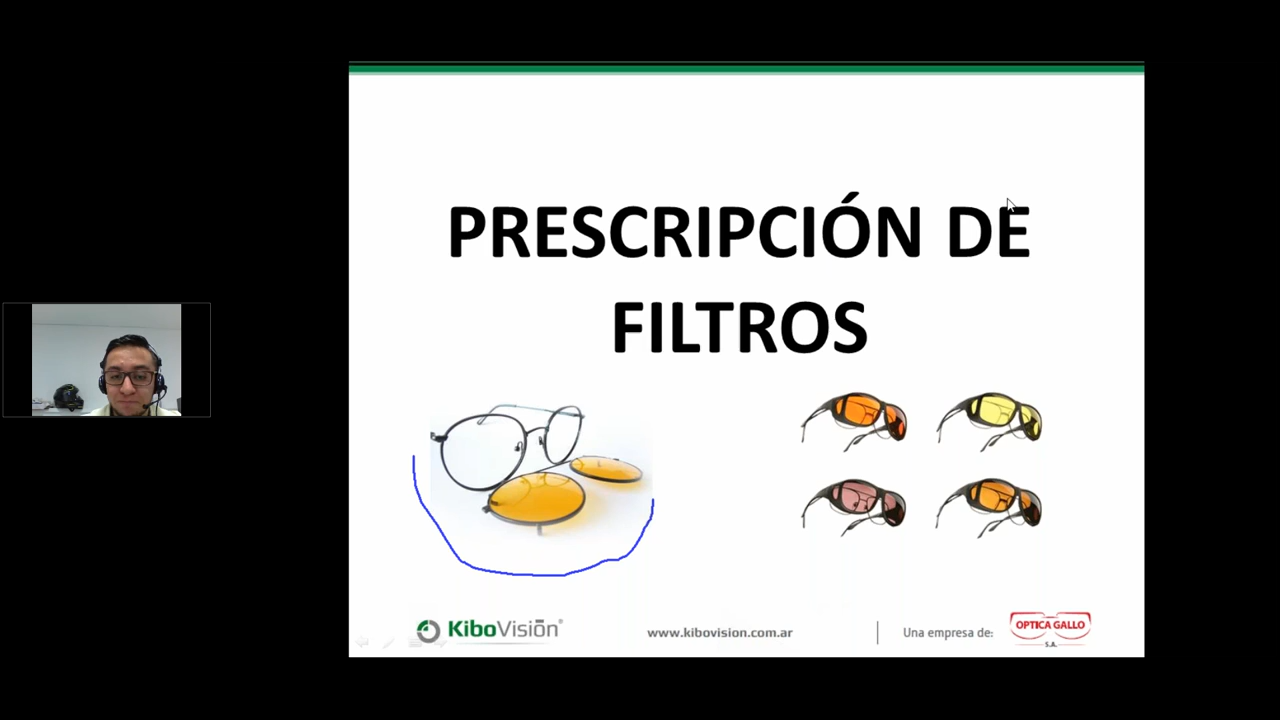 PRESCRIPCIÓN DE
FILTROS
KiboVisión®
www.kibovision.com.ar
Una empresa de:
OPTICA GALLO
S.A.